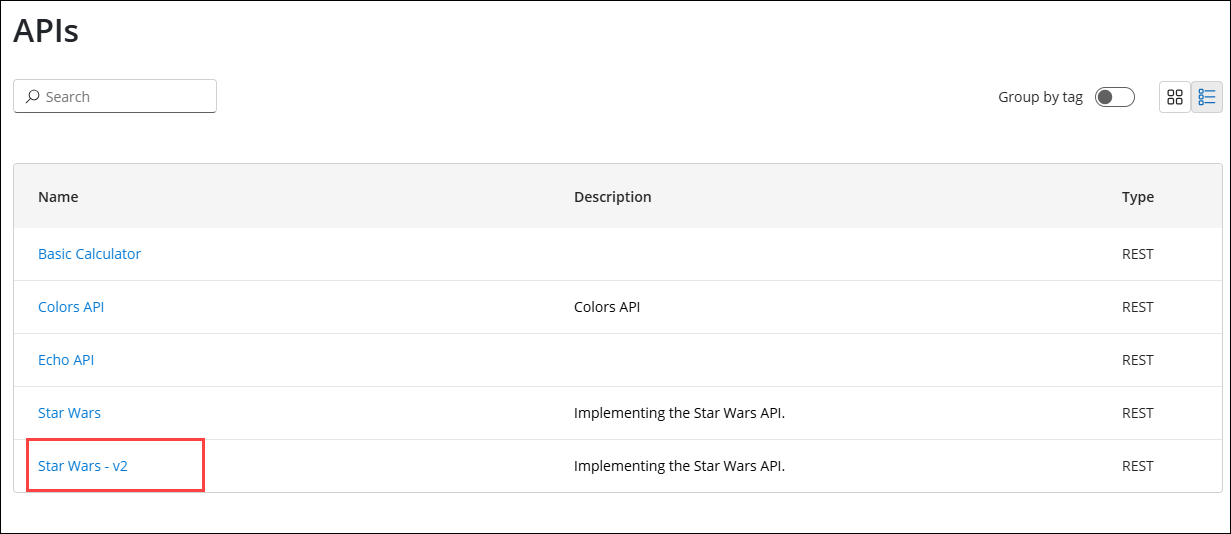 APIs
Search
Group by tag
Name Description Type
Basic Calculator REST
Colors API Colors API REST
Echo API REST
Star Wars Implementing the Star Wars API. REST
Star Wars - v2 Implementing the Star Wars API. REST